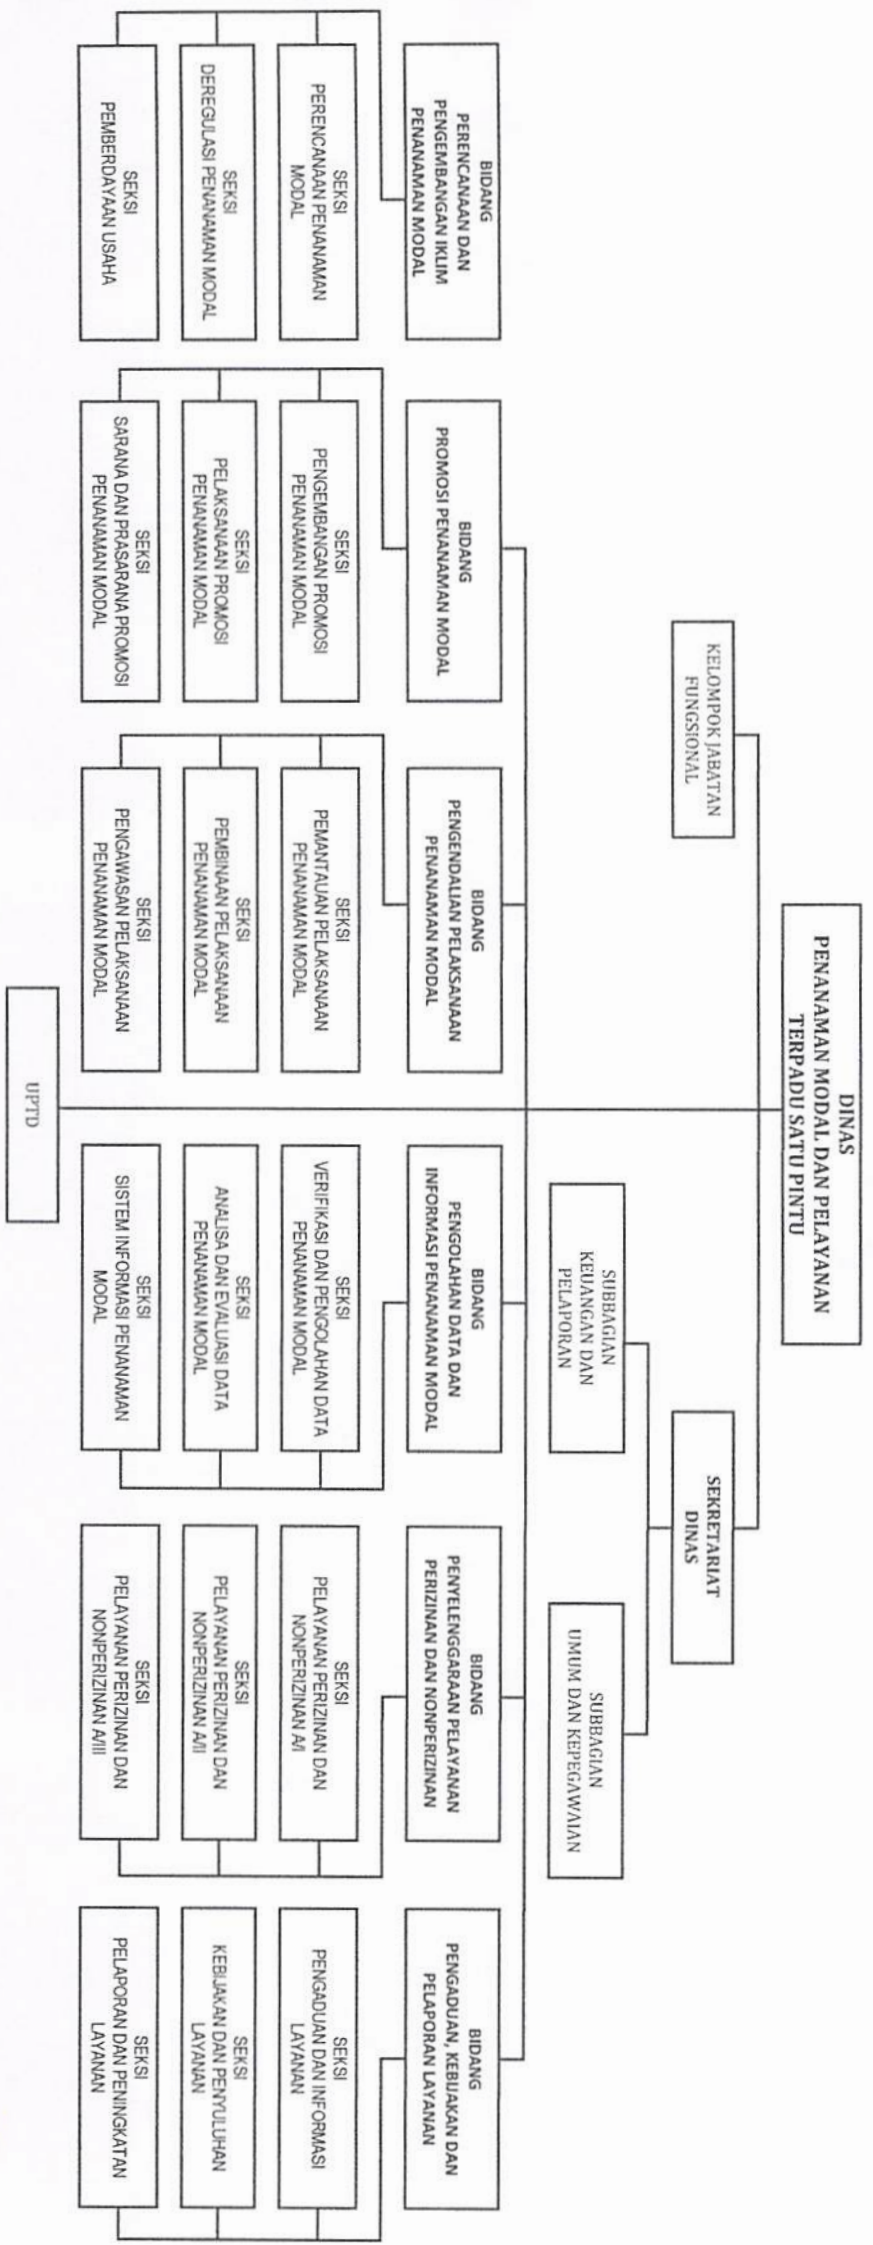 DINAS
PENANAMAN MODAL DAN PELAYANAN
TERPADU SATU PINTU
KELOMPOK JABATAN
FUNGSIONAL
SEKRETARIAT
DINAS
SUBBAGIAN
KEUANGAN DAN
PELAPORAN
SUBBAGIAN
UMUM DAN KEPEGAWAIAN
BIDANG
PERENCANAAN DAN
PENGEMBANGAN IKLIM
PENANAMAN MODAL
SEKSI
PERENCANAAN PENANAMAN
MODAL
SEKSI
DEREGULASI PENANAMAN MODAL
SEKSI
PEMBERDAYAAN USAHA
BIDANG
PROMOSI PENANAMAN MODAL
SEKSI
PENGEMBANGAN PROMOSI
PENANAMAN MODAL
SEKSI
PELAKSANAAN PROMOSI
PENANAMAN MODAL
SEKSI
SARANA DAN PRASARANA PROMOSI
PENANAMAN MODAL
BIDANG
PENGENDALIAN PELAKSANAAN
PENANAMAN MODAL
SEKSI
PEMANTAUAN PELAKSANAAN
PENANAMAN MODAL
SEKSI
PEMBINAAN PELAKSANAAN
PENANAMAN MODAL
SEKSI
PENGAWASAN PELAKSANAAN
PENANAMAN MODAL
BIDANG
PENGOLAHAN DATA DAN
INFORMASI PENANAMAN MODAL
SEKSI
VERIFIKASI DAN PENGOLAHAN DATA
PENANAMAN MODAL
SEKSI
ANALISA DAN EVALUASI DATA
PENANAMAN MODAL
SEKSI
SISTEM INFORMASI PENANAMAN
MODAL
BIDANG
PENYELENGGARAAN PELAYANAN
PERIZINAN DAN NONPERIZINAN
SEKSI
PELAYANAN PERIZINAN DAN
NONPERIZINAN A/I
SEKSI
PELAYANAN PERIZINAN DAN
NONPERIZINAN A/II
SEKSI
PELAYANAN PERIZINAN DAN
NONPERIZINAN A/III
BIDANG
PENGADUAN, KEBIJAKAN DAN
PELAPORAN LAYANAN
SEKSI
PENGADUAN DAN INFORMASI
LAYANAN
SEKSI
KEBIJAKAN DAN PENYULUHAN
LAYANAN
SEKSI
PELAPORAN DAN PENINGKATAN
LAYANAN
UPTD